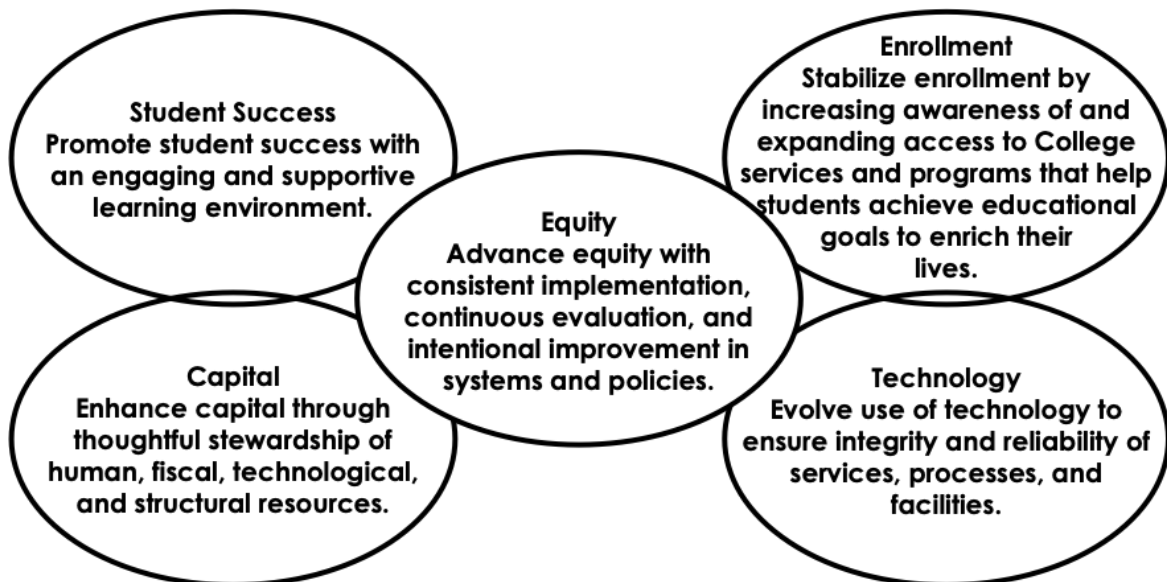 Student Success
Promote student success with
an engaging and supportive
learning environment.
Enrollment
Stabilize enrollment by
increasing awareness of and
expanding access to College
services and programs that help
students achieve educational
goals to enrich their
lives.
Equity
Advance equity with
consistent implementation,
continuous evaluation, and
intentional improvement in
systems and policies.
Capital
Enhance capital through
thoughtful stewardship of
human, fiscal, technological,
and structural resources.
Technology
Evolve use of technology to
ensure integrity and reliability of
services, processes, and
facilities.